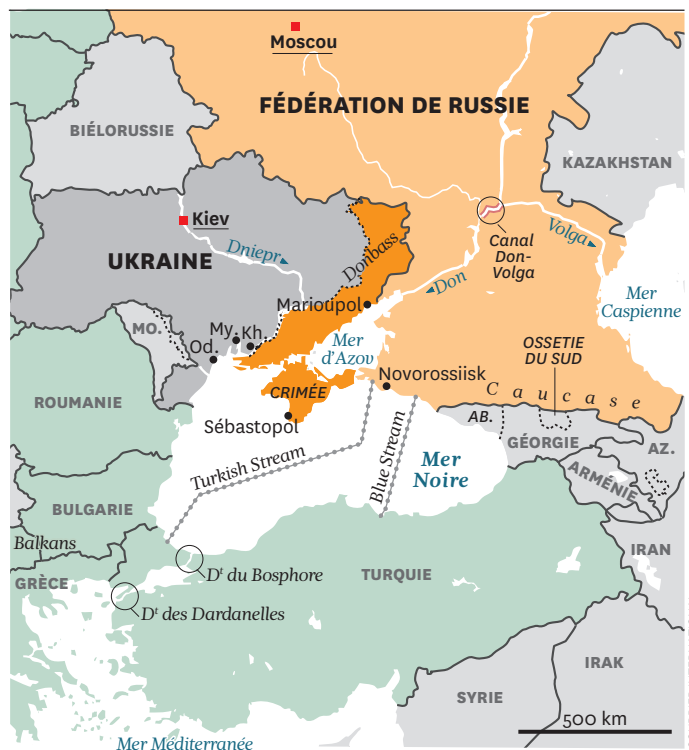 Moscou
FÉDÉRATION DE RUSSIE
BIÉLORUSSIE
KAZAKHSTAN
Kiev
Canal
Don-
Volga
Volga
Dniepr
Donbass
UKRAINE
Don
Marioupol
Mer
Caspienne
MO.
My.
Kh.
Od.
Mer
d'Azov
OSSETIE
DU SUD
Novorossiisk
CRIMÉE
Caucase
ROUMANIE
AB.
Sébastopol
GÉORGIE
AZ.
Turkish Stream
Blue Stream
Mer
Noire
ARMÉNIE
BULGARIE
Balkans
IRAN
GRÈCE
Dt du Bosphore
TURQUIE
Dt des Dardanelles
IRAK
SYRIE
500 km
Mer Méditerranée